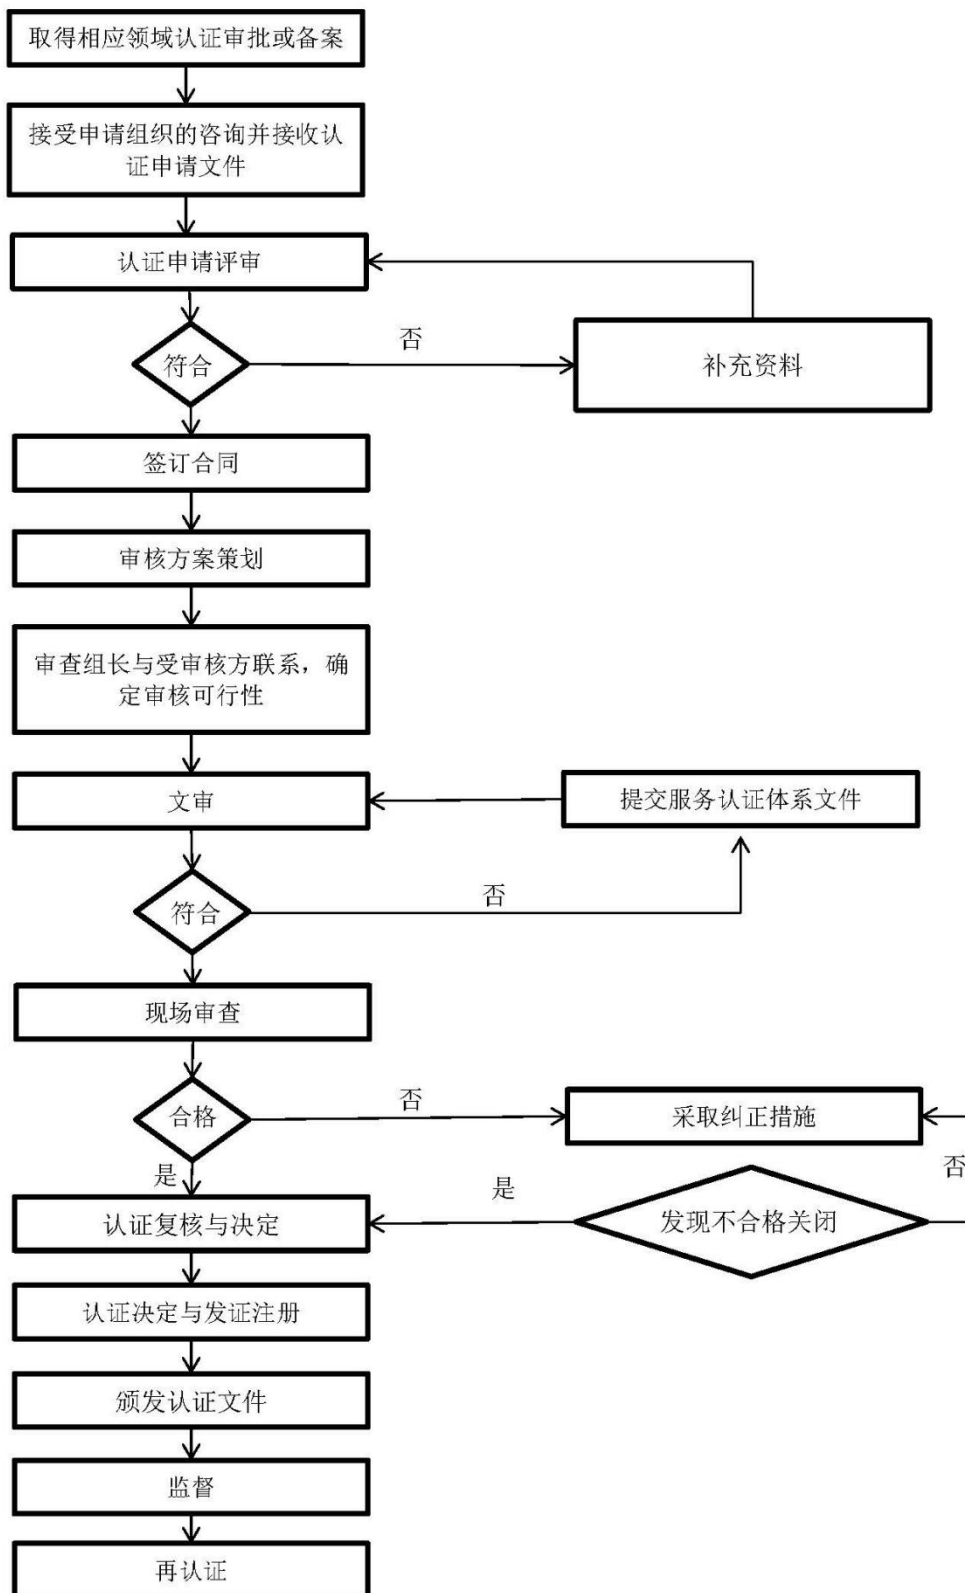 取得相应领域认证审批或备案
接受申请组织的咨询并接收认
证申请文件
认证申请评审
否
符合
补充资料
签订合同
审核方案策划
审查组长与受审核方联系，确
定审核可行性
文审
提交服务认证体系文件
否
符合
现场审查
否
合格
采取纠正措施
是
否
是
认证复核与决定
发现不合格关闭
认证决定与发证注册
颁发认证文件
监督
再认证